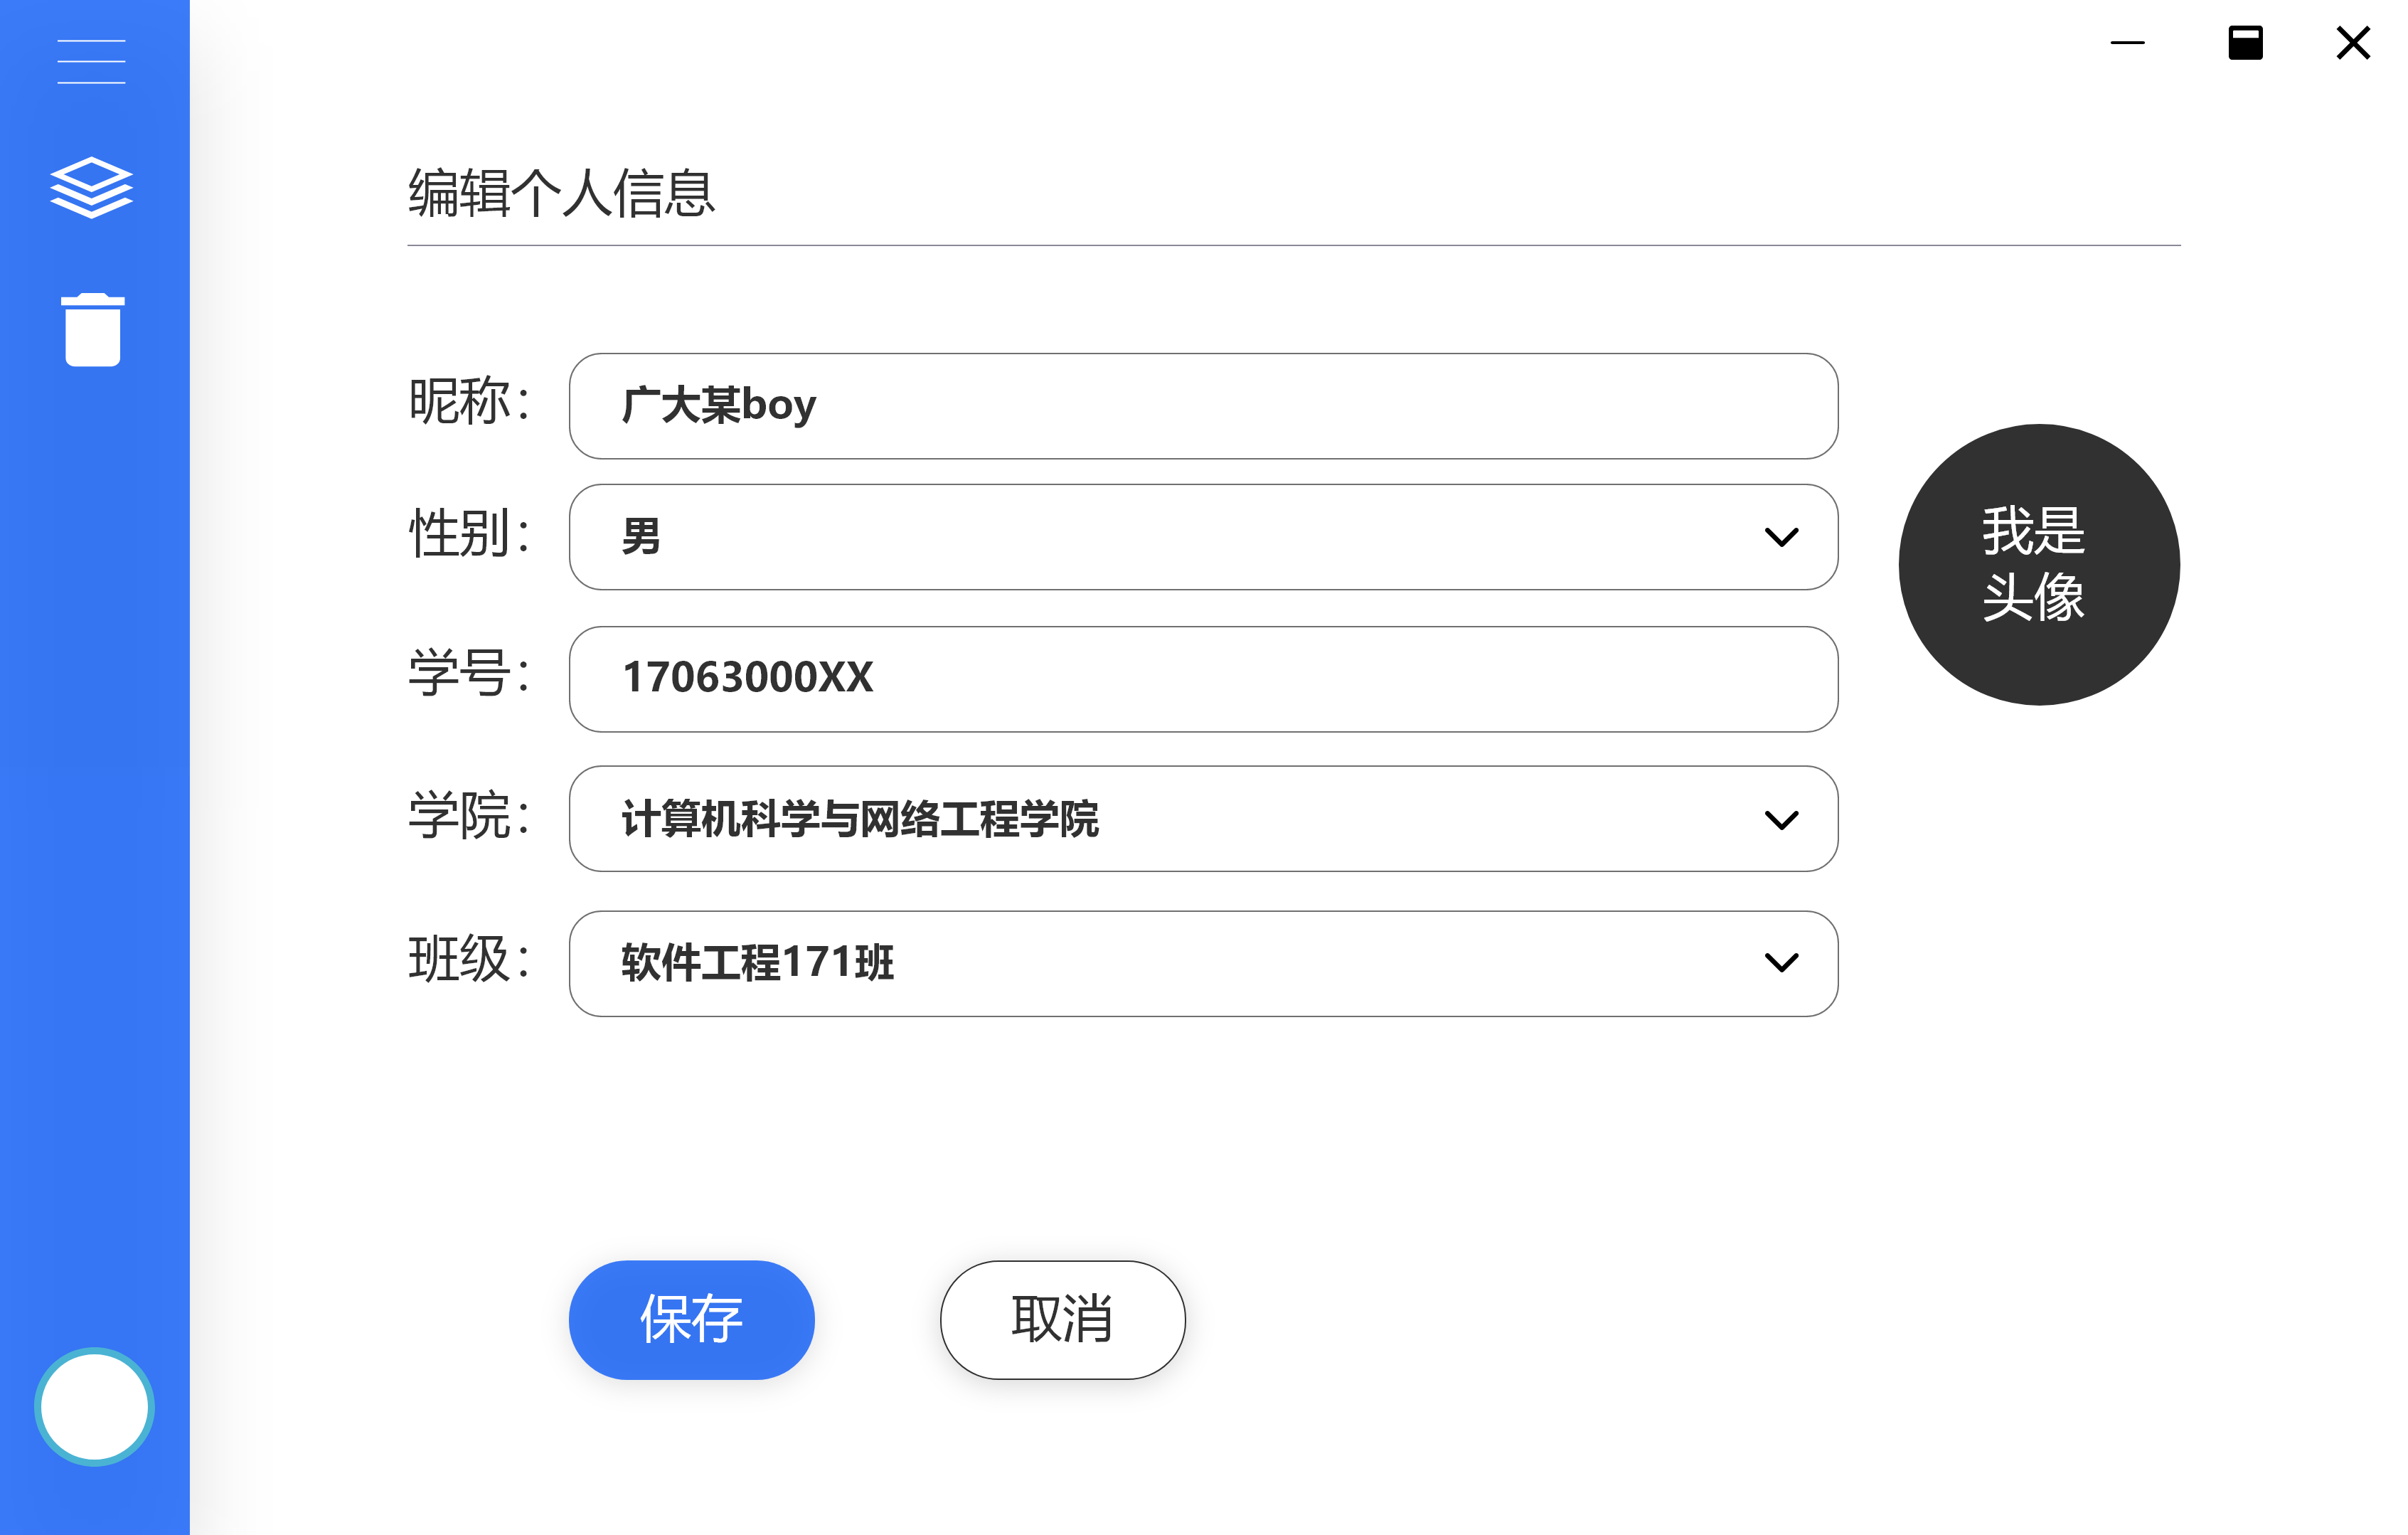 编辑个人信息
昵称：
广大某boy
性别：
男
我是
头像
学号：
17063000XX
学院：
计算机科学与网络工程学院
班级：
软件工程171班
保存
取消